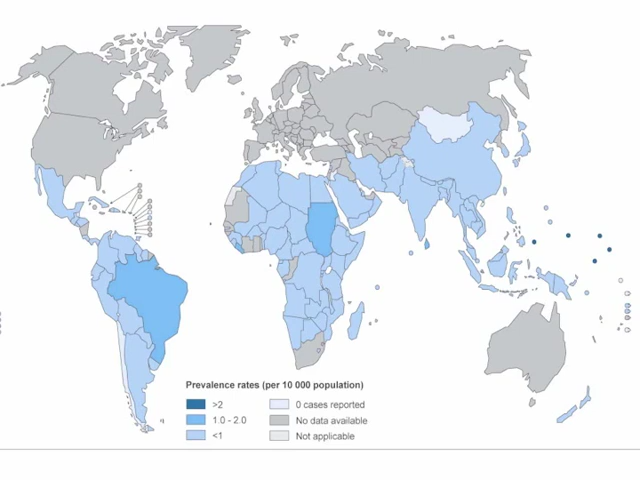 Prevalence rates (per 10 000 population)
>2
1.0 - 2.0
<1
0 cases reported
No data available
Not applicable